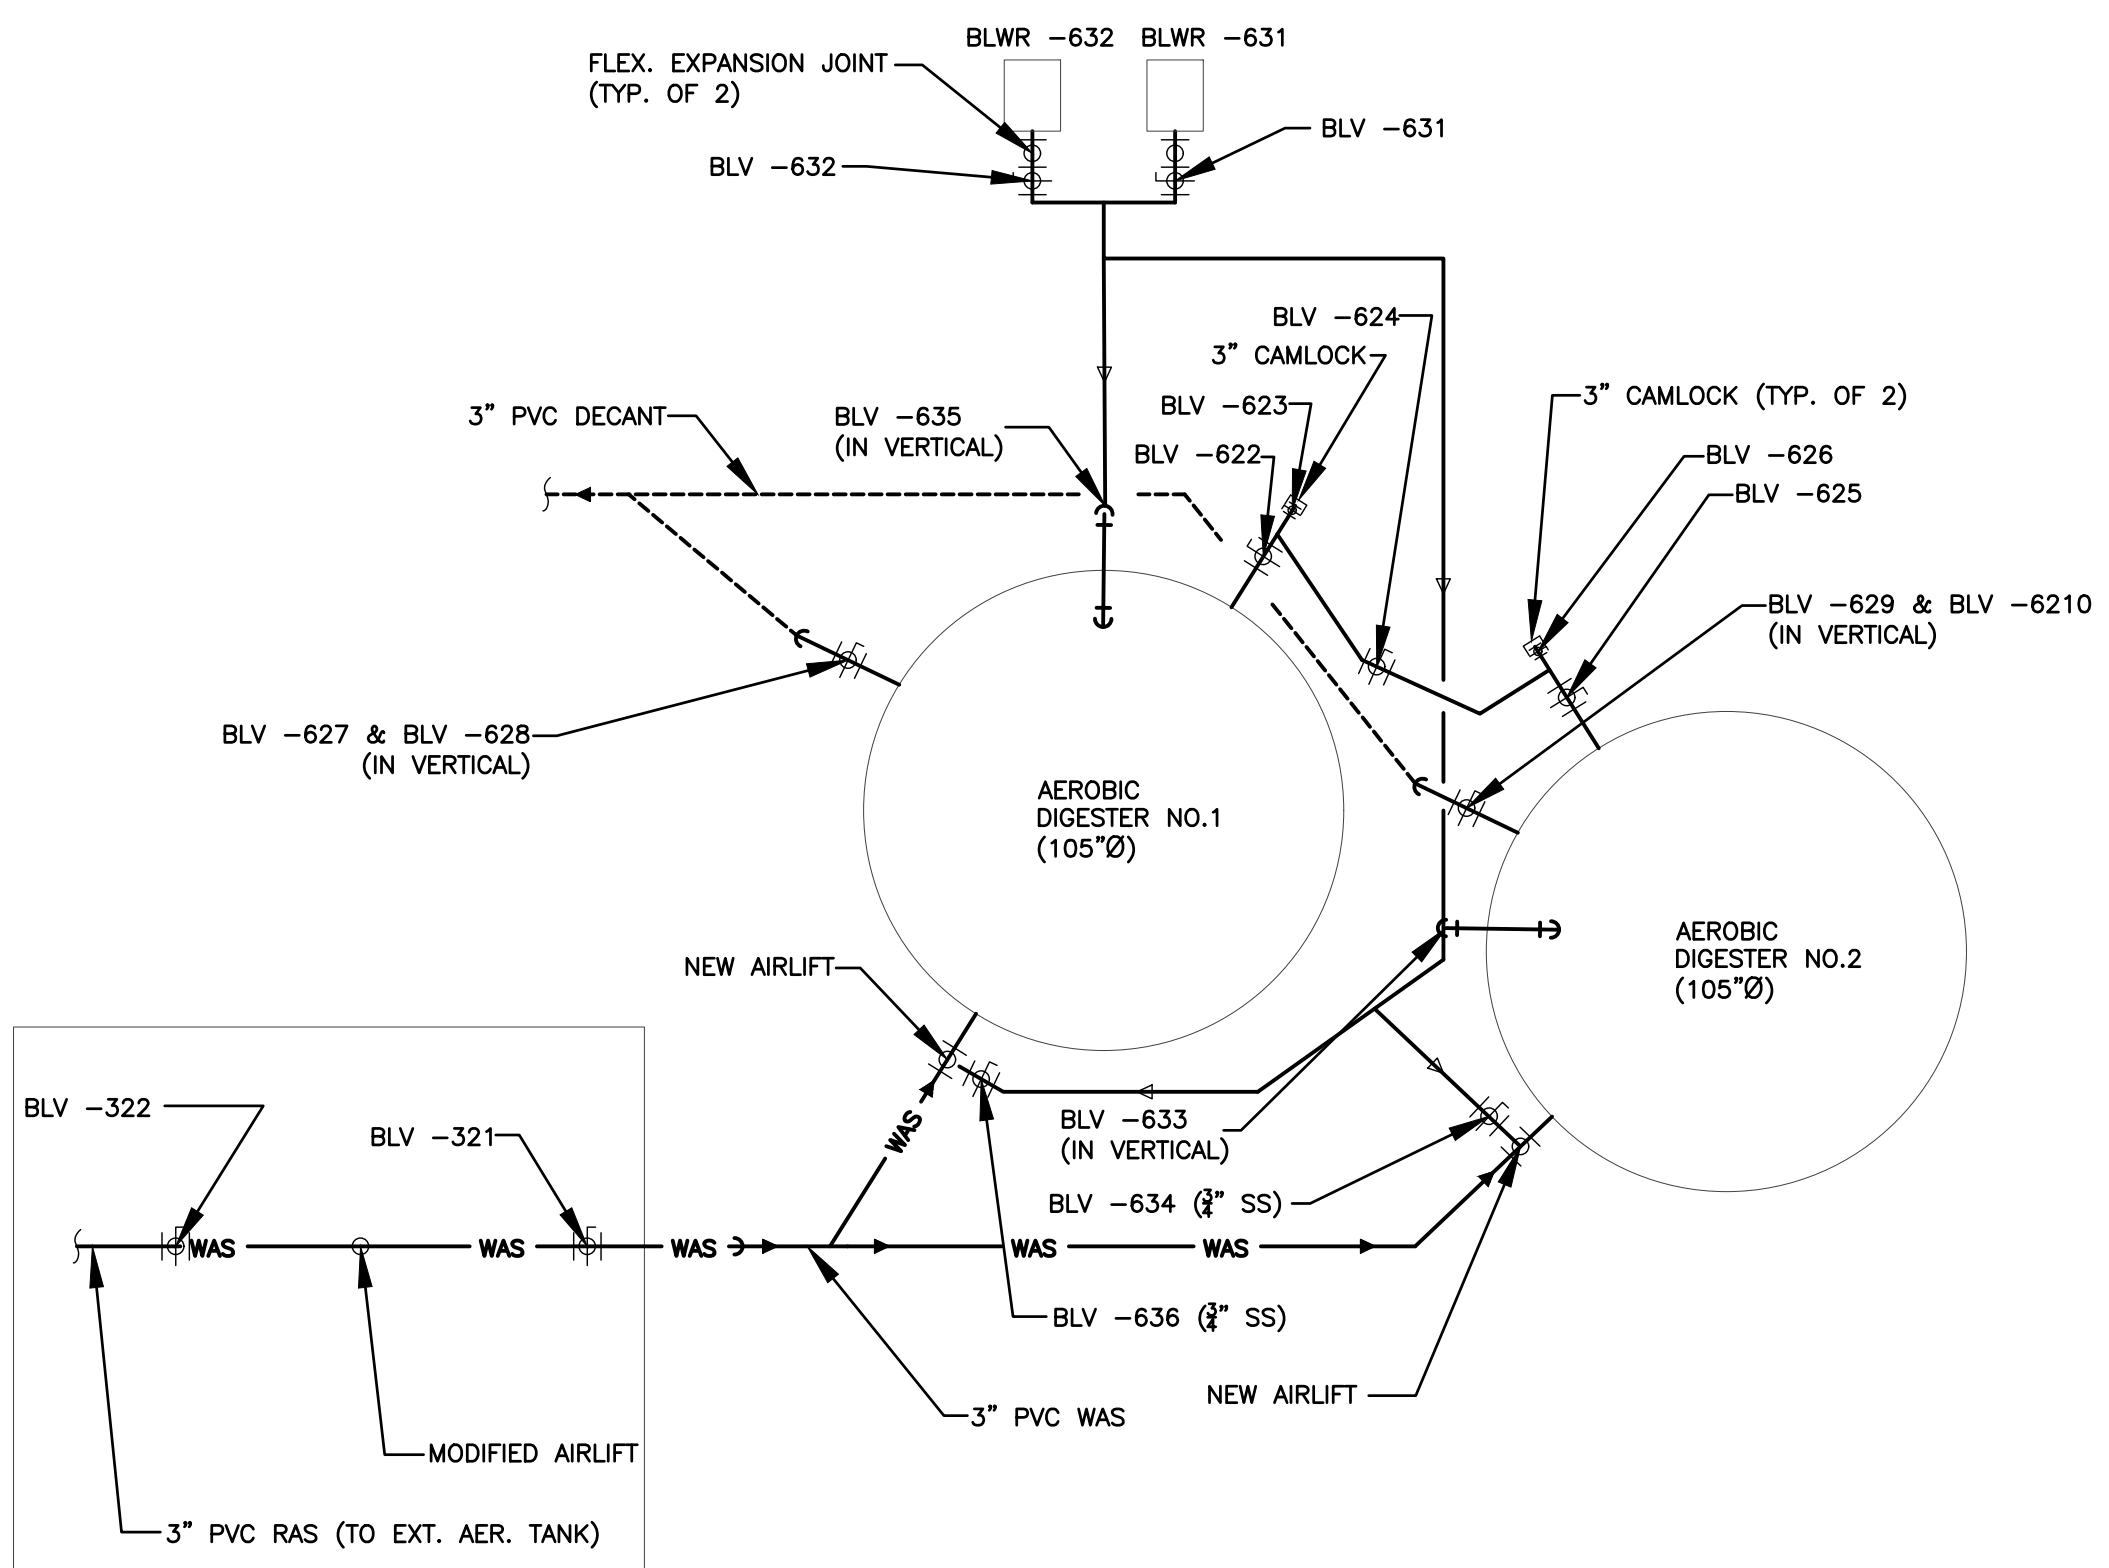 BLWR -632 BLWR -631
FLEX. EXPANSION JOINT
(TYP. OF 2)
BLV -631
BLV -632
BLV -624
3" CAMLOCK
3" CAMLOCK (TYP. OF 2)
BLV -623
3" PVC DECANT
BLV -635
(IN VERTICAL)
BLV -622
BLV -626
BLV -625
BLV -629 & BLV -6210
(IN VERTICAL)
BLV -627 & BLV -628
(IN VERTICAL)
AEROBIC
DIGESTER NO.1
(105"Ø)
AEROBIC
DIGESTER NO.2
(105"Ø)
NEW AIRLIFT
BLV -322
BLV -321
WAS
BLV -633
(IN VERTICAL)
BLV -634 (3/4" SS)
WAS WAS WAS WAS WAS
BLV -636 (3/4" SS)
NEW AIRLIFT
3" PVC WAS
MODIFIED AIRLIFT
3" PVC RAS (TO EXT. AER. TANK)